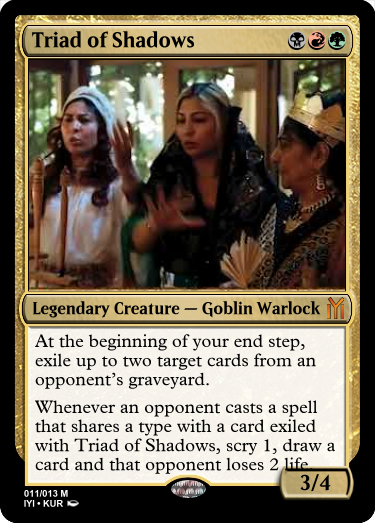 Triad of Shadows
Legendary Creature — Goblin Warlock
At the beginning of your end step,
exile up to two target cards from an
opponent's graveyard.
Whenever an opponent casts a spell
that shares a type with a card exiled
with Triad of Shadows, scry 1, draw a
card and that opponent loses 2 life.
3/4
011/013 M
IYI • KUR